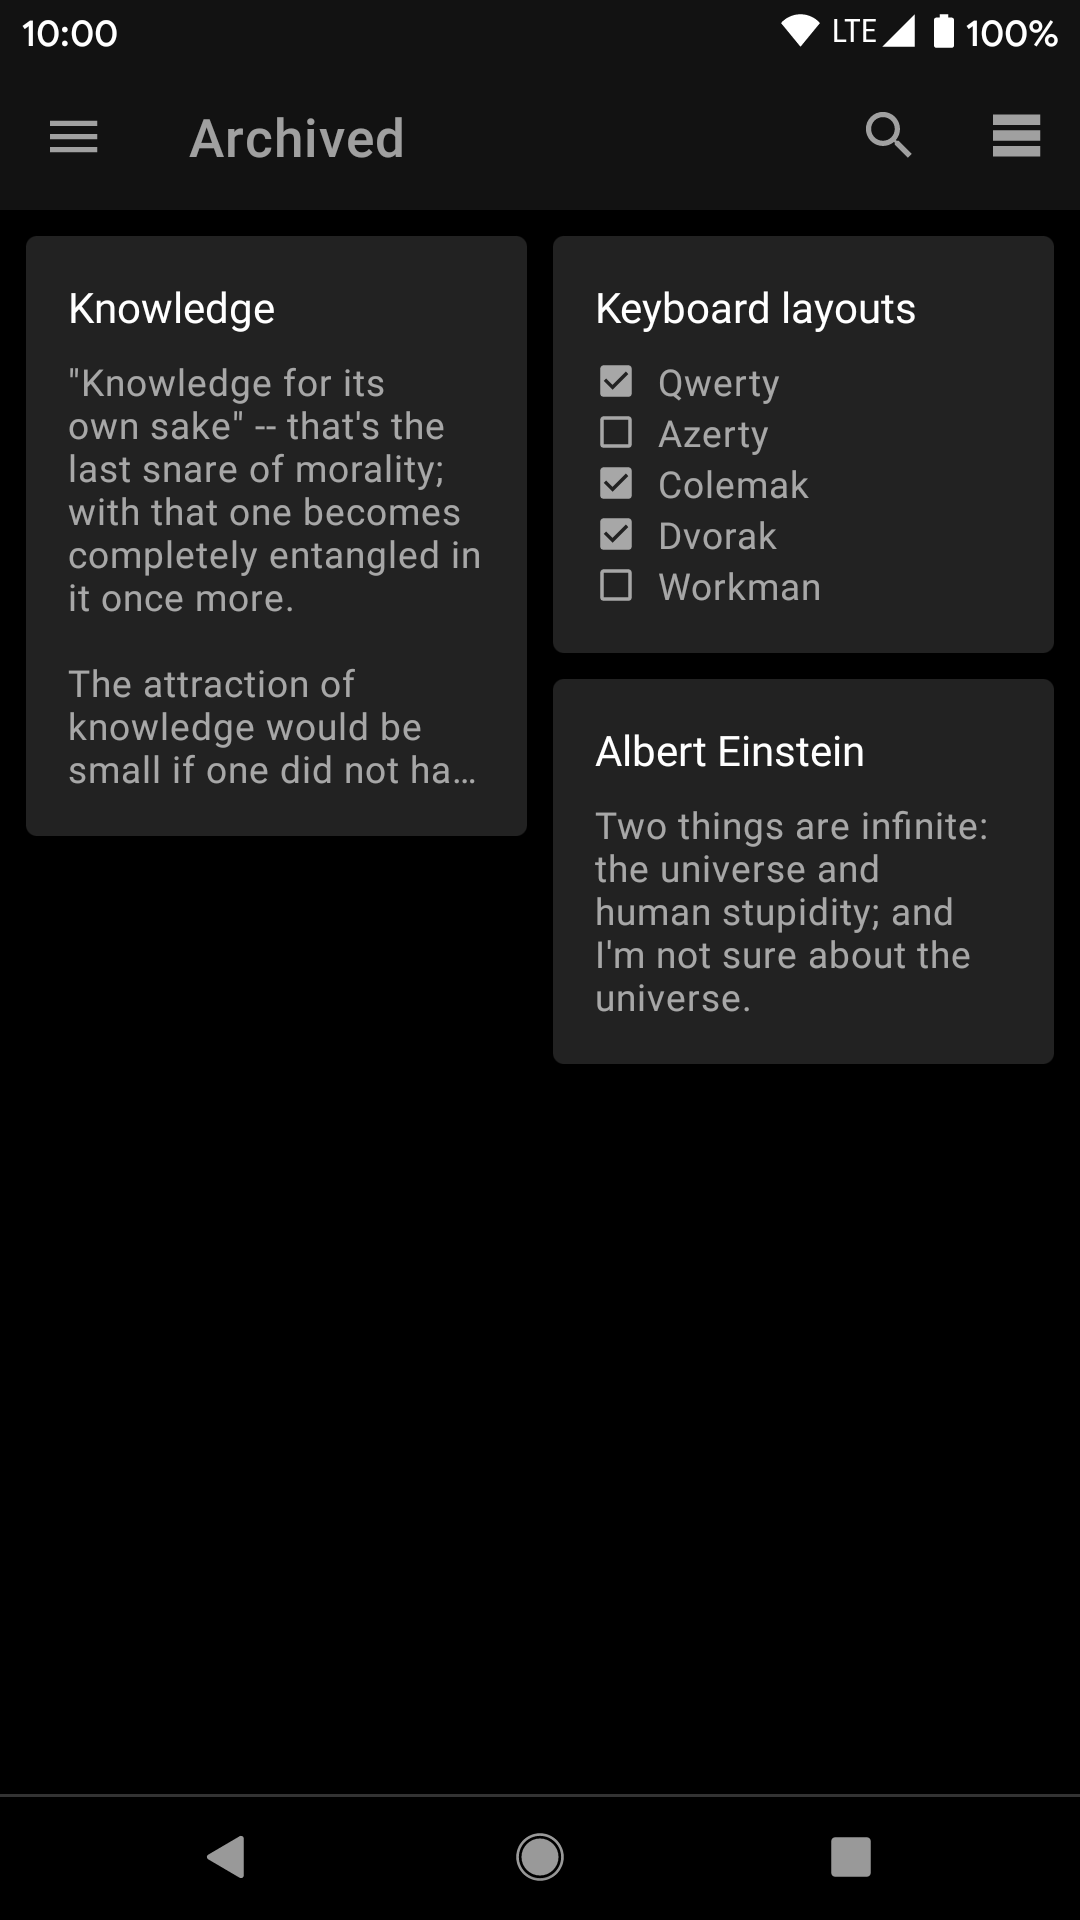 10:00
LTE
100%
Archived
Knowledge
"Knowledge for its
own sake" -- that's the
last snare of morality;
with that one becomes
completely entangled in
it once more.
The attraction of
knowledge would be
small if one did not ha…
Keyboard layouts
Qwerty
Azerty
Colemak
Dvorak
Workman
Albert Einstein
Two things are infinite:
the universe and
human stupidity; and
I'm not sure about the
universe.